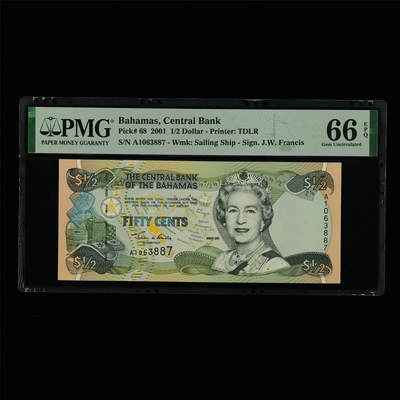 PMG
PAPER MONEY GUARANTY
Bahamas, Central Bank
Pick# 68 2001 1/2 Dollar - Printer: TDLR
S/N A1063887 - Wmk: Sailing Ship - Sign. J.W. Francis
66 EPQ
Gem Uncirculated
$½
THE CENTRAL BANK
OF THE BAHAMAS
$½
FIFTY CENTS
A1063887
A1063887
$½
$½